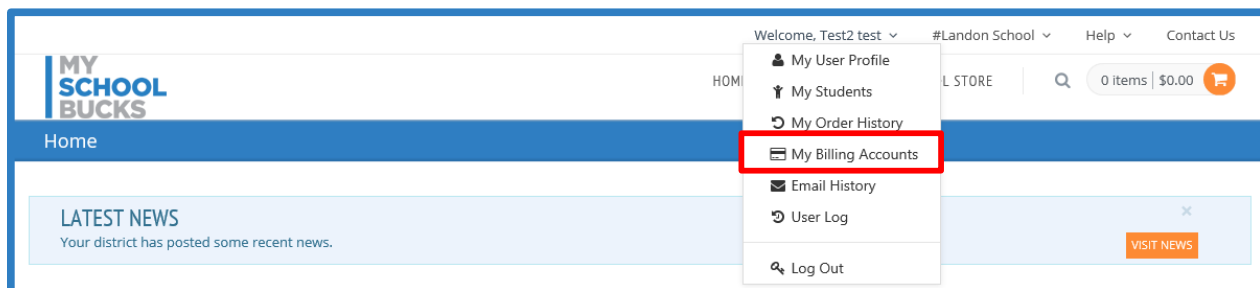 Welcome, Test2 test #Landon School Help Contact Us
MY
SCHOOL
BUCKS
HOM L STORE 0 items $0.00
My User Profile
My Students
My Order History
My Billing Accounts
Email History
User Log
Log Out
Home
LATEST NEWS
Your district has posted some recent news.
×
VISIT NEWS